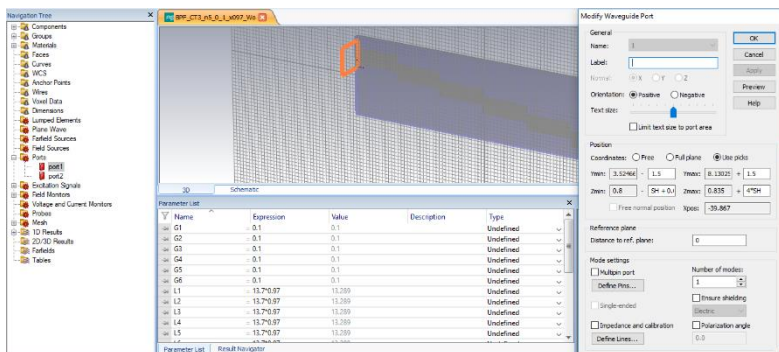 Navigation Tree
Components
Groups
Materials
Faces
Curves
WCS
Anchor Points
Wires
Voxel Data
Dimensions
Lumped Elements
Plane Wave
Farfield Sources
Field Sources
Ports
port1
port2
Excitation Signals
Field Monitors
Voltage and Current Monitors
Probes
Mesh
1D Results
2D/3D Results
Farfields
Tables
3D Schematic
Parameter List
Name Expression Value Description Type
G1 = 0.1 0.1 Undefined
G2 = 0.1 0.1 Undefined
G3 = 0.1 0.1 Undefined
G4 = 0.1 0.1 Undefined
G5 = 0.1 0.1 Undefined
G6 = 0.1 0.1 Undefined
L1 = 13.7*0.97 13.289 Undefined
L2 = 13.7*0.97 13.289 Undefined
L3 = 13.7*0.97 13.289 Undefined
L4 = 13.7*0.97 13.289 Undefined
L5 = 13.7*0.97 13.289 Undefined
Parameter List Result Navigator
Modify Waveguide Port
General
Name: 1
Label:
Normal: X Y Z
Orientation: Positive Negative
Text size:
Limit text size to port area
OK
Cancel
Apply
Preview
Help
Position
Coordinates: Free Full plane Use picks
Ymin: - 1.5 Ymax: + 1.5
Zmin: 0.8 - Zmax: 0.835 + 4*SH
Free normal position Xpos: -39.867
Reference plane
Distance to ref. plane: 0
Mode settings
Multipin port
Define Pins...
Single-ended
Impedance and calibration
Define Lines...
Number of modes:
1
Ensure shielding
Electric
Polarization angle
0.0